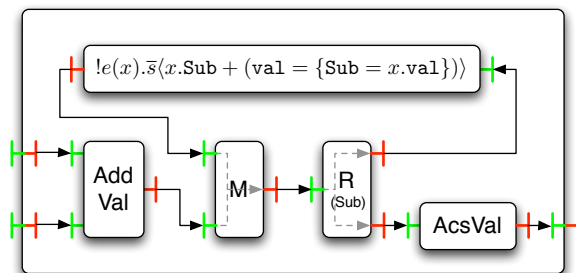 !e(x).s̄⟨x.Sub + (val = {Sub = x.val})⟩
Add
Val
M
R
(Sub)
AcsVal